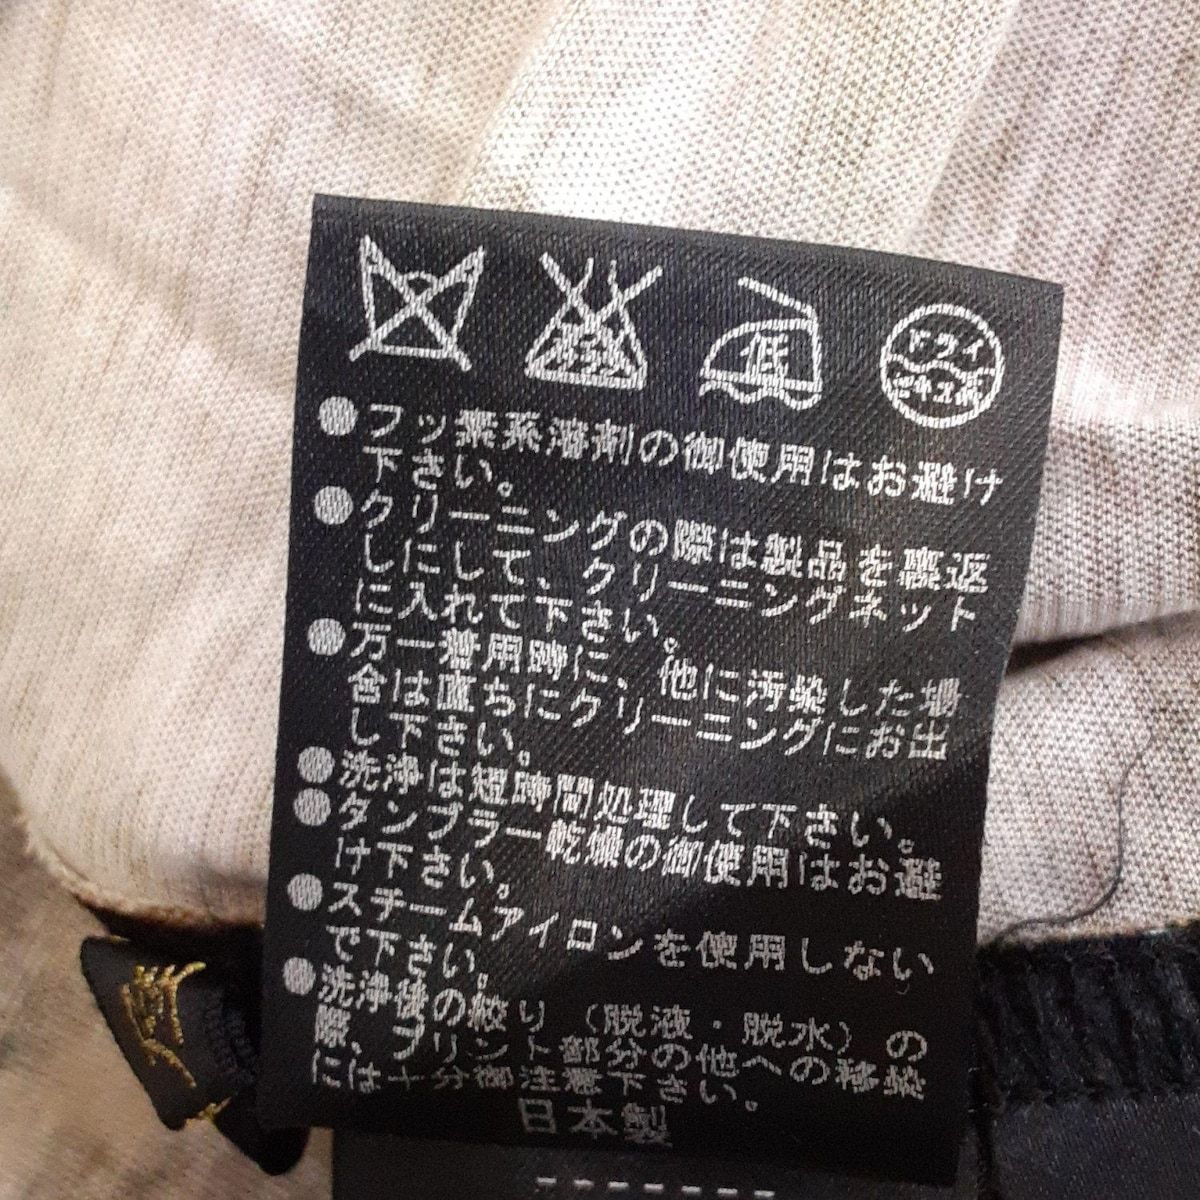 低
ドライ
セキユ系
●フッ素系溶剤の御使用はお避け
下さい。
●クリーニングの際は製品を裏返
しにして、クリーニングネット
に入れて下さい。
●万一着用時に、他に汚染した場
合は直ちにクリーニングにお出
し下さい。
●洗浄は短時間処理して下さい。
●タンブラー乾燥の御使用はお避
け下さい。
●スチームアイロンを使用しない
で下さい。
●洗浄後の絞り（脱液・脱水）の
際、プリント部分の他への移染
には十分御注意下さい。
日本製